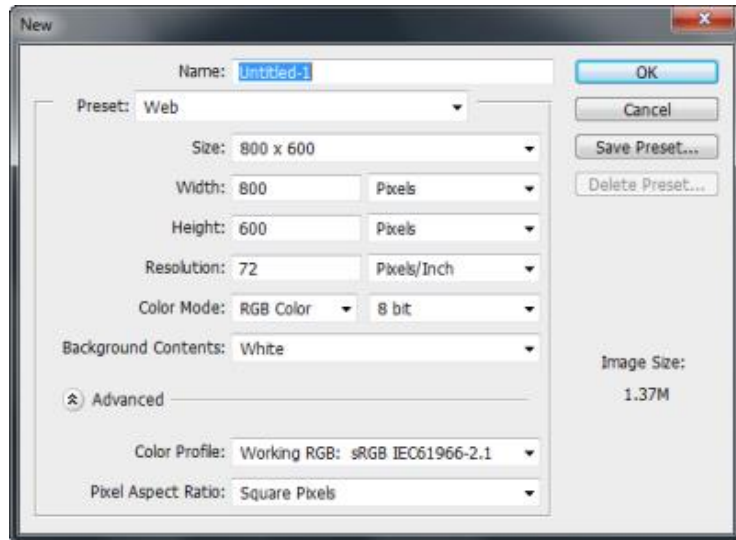 New
Name: Untitled-1
OK
Preset: Web
Cancel
Size: 800 x 600
Save Preset...
Width: 800 Pixels
Delete Preset...
Height: 600 Pixels
Resolution: 72 Pixels/Inch
Color Mode: RGB Color 8 bit
Background Contents: White
Image Size:
1.37M
Advanced
Color Profile: Working RGB: sRGB IEC61966-2.1
Pixel Aspect Ratio: Square Pixels